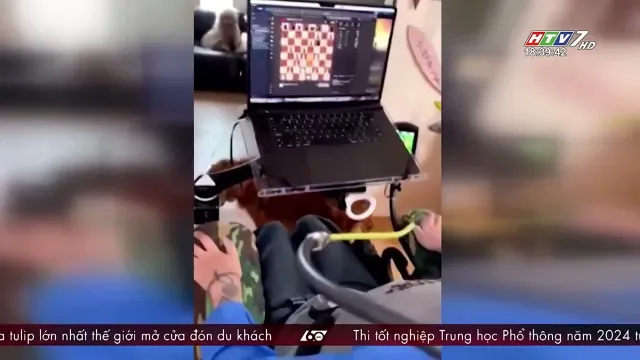 HTV7 HD
18:39:42
a tulip lớn nhất thế giới mở cửa đón du khách 60 Thi tốt nghiệp Trung học Phổ thông năm 2024 t